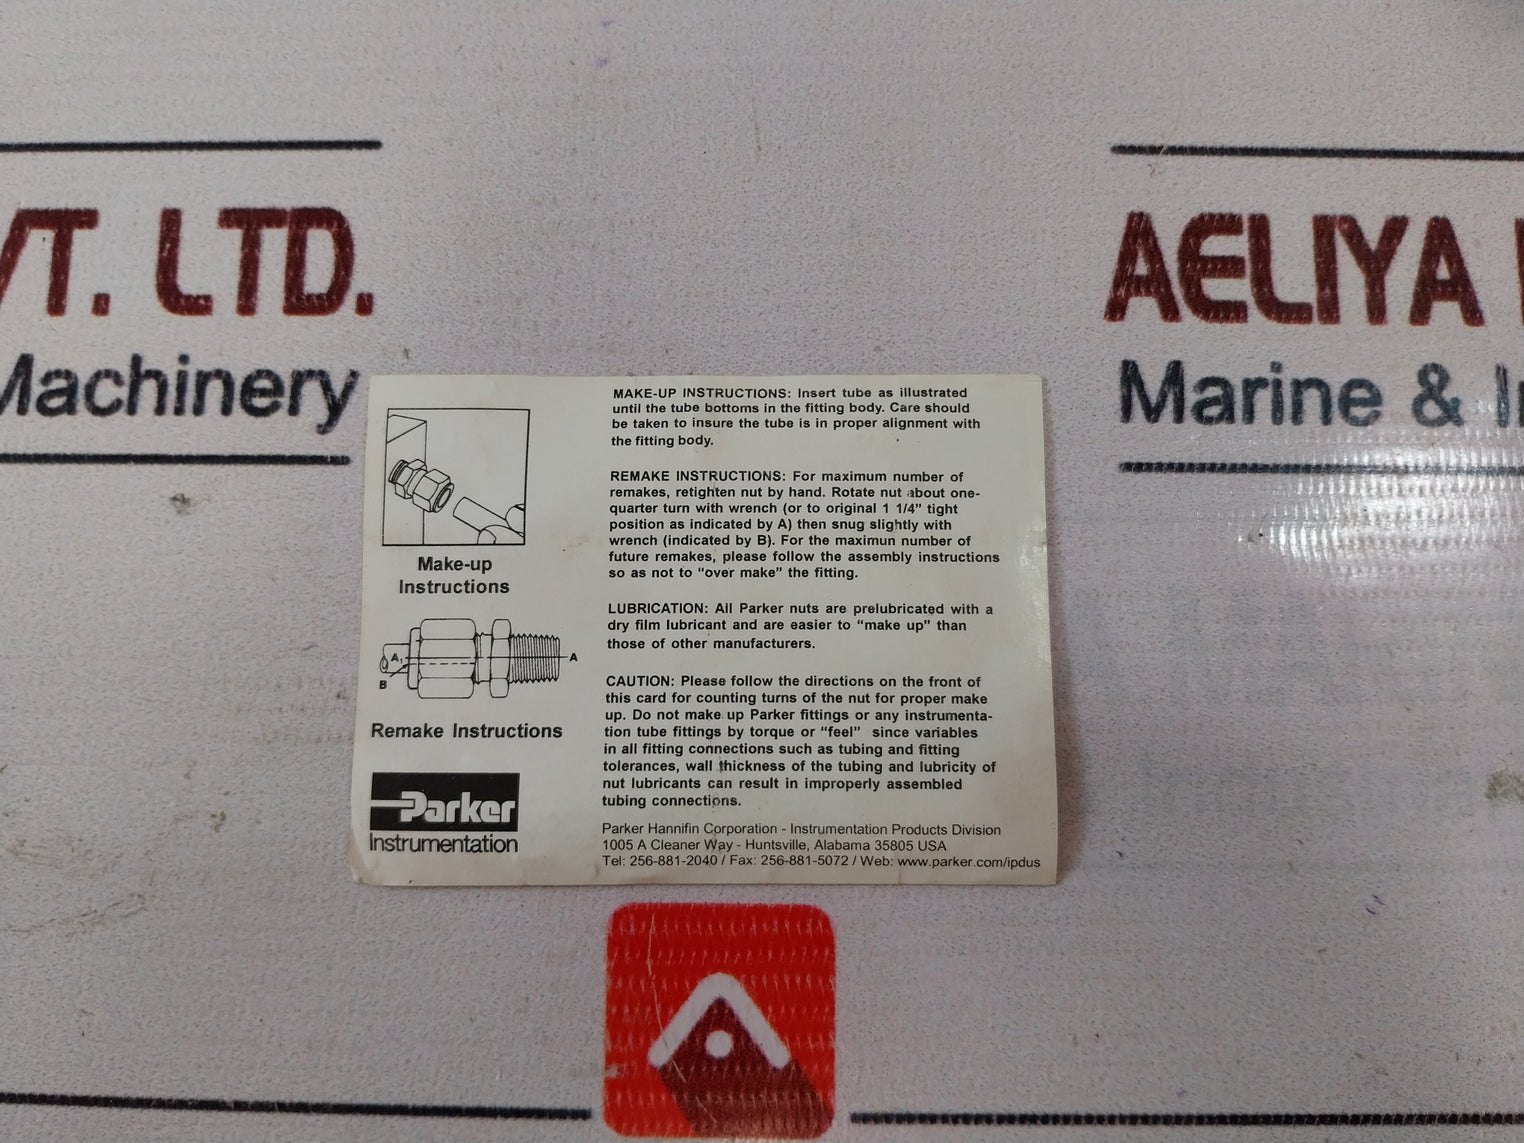 VT. LTD.
Machinery
AELIYA
Marine &
Make-up
Instructions
A1
A
B
Remake Instructions
Parker
Instrumentation
MAKE-UP INSTRUCTIONS: Insert tube as illustrated
until the tube bottoms in the fitting body. Care should
be taken to insure the tube is in proper alignment with
the fitting body.
REMAKE INSTRUCTIONS: For maximum number of
remakes, retighten nut by hand. Rotate nut about one-
quarter turn with wrench (or to original 1 1/4" tight
position as indicated by A) then snug slightly with
wrench (indicated by B). For the maximun number of
future remakes, please follow the assembly instructions
so as not to "over make" the fitting.
LUBRICATION: All Parker nuts are prelubricated with a
dry film lubricant and are easier to "make up" than
those of other manufacturers.
CAUTION: Please follow the directions on the front of
this card for counting turns of the nut for proper make
up. Do not make up Parker fittings or any instrumenta-
tion tube fittings by torque or "feel" since variables
in all fitting connections such as tubing and fitting
tolerances, wall thickness of the tubing and lubricity of
nut lubricants can result in improperly assembled
tubing connections.
Parker Hannifin Corporation - Instrumentation Products Division
1005 A Cleaner Way - Huntsville, Alabama 35805 USA
Tel: 256-881-2040 / Fax: 256-881-5072 / Web: www.parker.com/ipdus